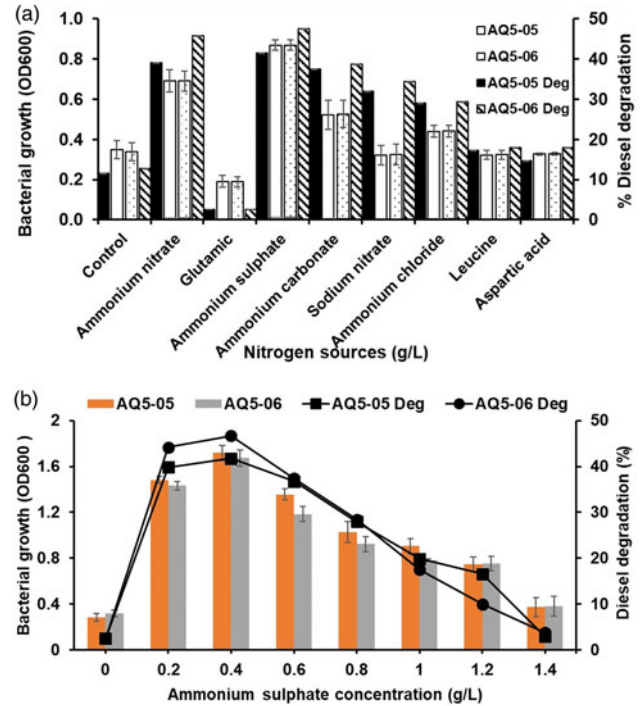 (a)
1.0
0.8
0.6
0.4
0.2
0.0
Bacterial growth (OD600)
50
40
30
20
10
0
% Diesel degradation
AQ5-05
AQ5-06
AQ5-05 Deg
AQ5-06 Deg
Control
Ammonium nitrate
Glutamic
Ammonium sulphate
Ammonium carbonate
Sodium nitrate
Ammonium chloride
Leucine
Aspartic acid
Nitrogen sources (g/L)
(b)
AQ5-05 AQ5-06 AQ5-05 Deg AQ5-06 Deg
2
1.6
1.2
0.8
0.4
0
Bacterial growth (OD600 )
50
40
30
20
10
0
Diesel degradation (%)
0 0.2 0.4 0.6 0.8 1 1.2 1.4
Ammonium sulphate concentration (g/L)